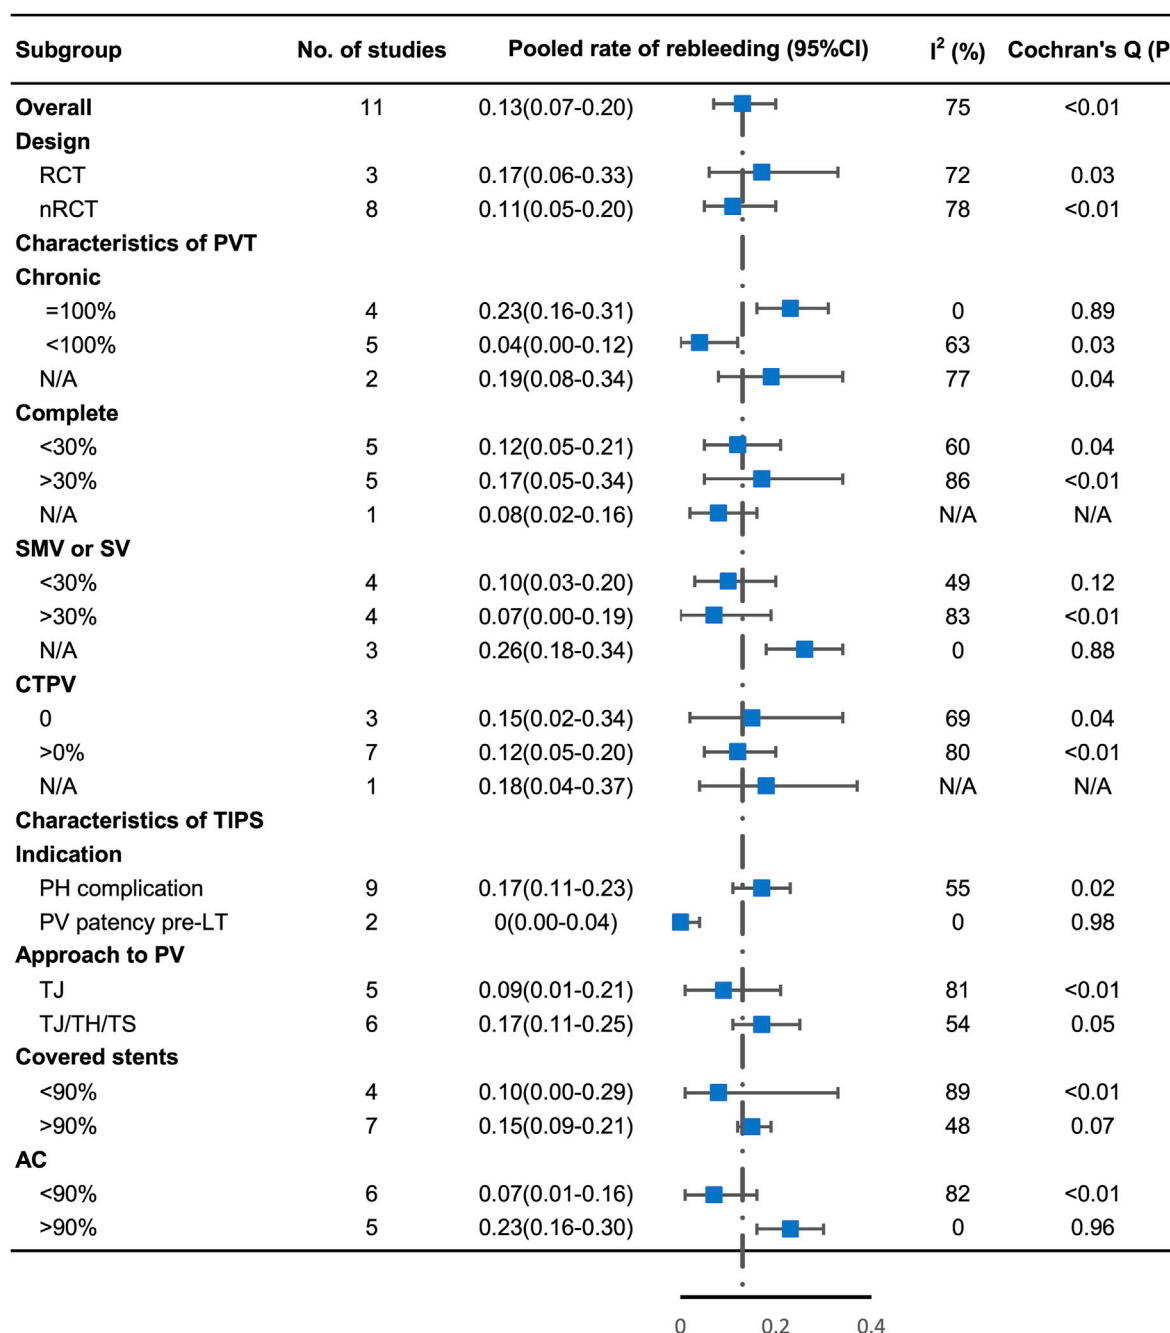 Subgroup No. of studies Pooled rate of rebleeding (95%CI) I² (%) Cochran's Q (P
Overall 11 0.13(0.07-0.20) 75 <0.01
Design
RCT 3 0.17(0.06-0.33) 72 0.03
nRCT 8 0.11(0.05-0.20) 78 <0.01
Characteristics of PVT
Chronic
=100% 4 0.23(0.16-0.31) 0 0.89
<100% 5 0.04(0.00-0.12) 63 0.03
N/A 2 0.19(0.08-0.34) 77 0.04
Complete
<30% 5 0.12(0.05-0.21) 60 0.04
>30% 5 0.17(0.05-0.34) 86 <0.01
N/A 1 0.08(0.02-0.16) N/A N/A
SMV or SV
<30% 4 0.10(0.03-0.20) 49 0.12
>30% 4 0.07(0.00-0.19) 83 <0.01
N/A 3 0.26(0.18-0.34) 0 0.88
CTPV
0 3 0.15(0.02-0.34) 69 0.04
>0% 7 0.12(0.05-0.20) 80 <0.01
N/A 1 0.18(0.04-0.37) N/A N/A
Characteristics of TIPS
Indication
PH complication 9 0.17(0.11-0.23) 55 0.02
PV patency pre-LT 2 0(0.00-0.04) 0 0.98
Approach to PV
TJ 5 0.09(0.01-0.21) 81 <0.01
TJ/TH/TS 6 0.17(0.11-0.25) 54 0.05
Covered stents
<90% 4 0.10(0.00-0.29) 89 <0.01
>90% 7 0.15(0.09-0.21) 48 0.07
AC
<90% 6 0.07(0.01-0.16) 82 <0.01
>90% 5 0.23(0.16-0.30) 0 0.96
0 0.2 0.4